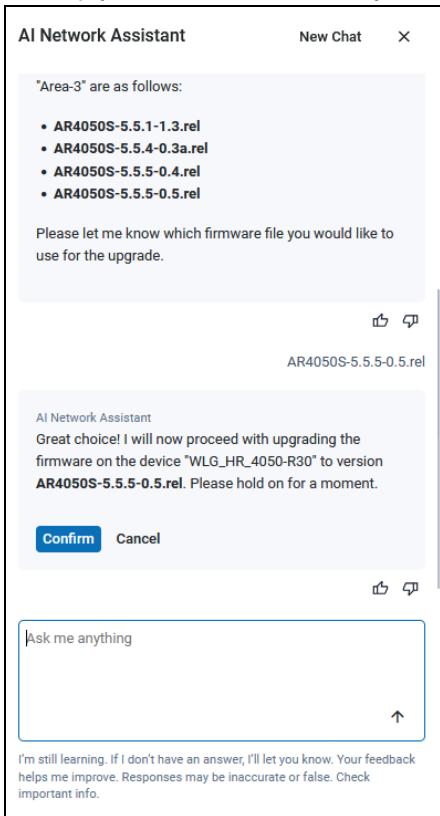 AI Network Assistant New Chat
"Area-3" are as follows:
• AR4050S-5.5.1-1.3.rel
• AR4050S-5.5.4-0.3a.rel
• AR4050S-5.5.5-0.4.rel
• AR4050S-5.5.5-0.5.rel
Please let me know which firmware file you would like to
use for the upgrade.
AR4050S-5.5.5-0.5.rel
AI Network Assistant
Great choice! I will now proceed with upgrading the
firmware on the device "WLG_HR_4050-R30" to version
AR4050S-5.5.5-0.5.rel. Please hold on for a moment.
Confirm Cancel
Ask me anything
I'm still learning. If I don't have an answer, I'll let you know. Your feedback
helps me improve. Responses may be inaccurate or false. Check
important info.